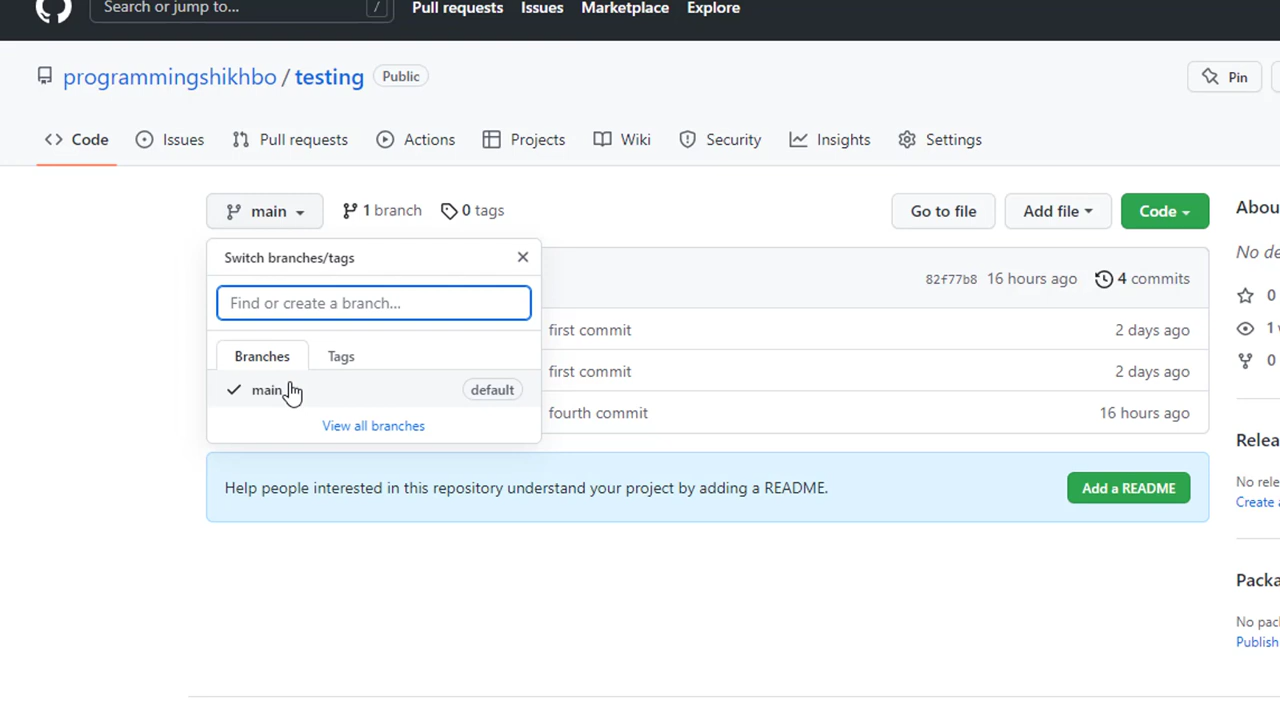 Search or jump to... / Pull requests Issues Marketplace Explore
programmingshikhbo / testing Public Pin
Code Issues Pull requests Actions Projects Wiki Security Insights Settings
main 1 branch 0 tags Go to file Add file Code
Switch branches/tags
Find or create a branch...
Branches Tags
main default
View all branches
82f77b8 16 hours ago 4 commits
first commit 2 days ago
first commit 2 days ago
fourth commit 16 hours ago
Help people interested in this repository understand your project by adding a README. Add a README
Abou
No de
0
1
0
Relea
No rele
Create a
Packa
No pac
Publish